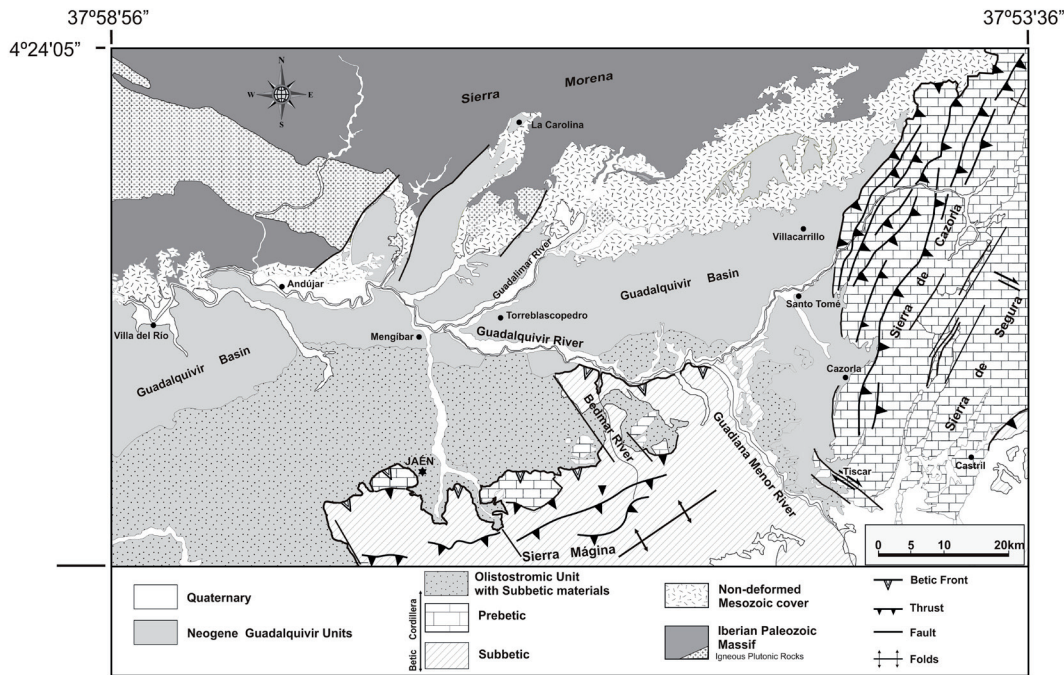 37º58'56"
37º53'36"
4º24'05"
N
W
E
S
Sierra Morena
La Carolina
Villacarrillo
Cazorla
Sierra de
Guadalimar River
Guadalquivir Basin
Andújar
Santo Tomé
Segura
Sierra de
Torreblascopedro
Villa del Río
Mengíbar
Guadalquivir River
Guadalquivir Basin
Cazorla
Bedmar River
Guadiana Menor River
JAÉN
Tiscar
Castril
Sierra Mágina
0 5 10 20km
Quaternary
Neogene Guadalquivir Units
Betic Cordillera
Olistostromic Unit
with Subbetic materials
Prebetic
Subbetic
Non-deformed
Mesozoic cover
Iberian Paleozoic
Massif
Igneous Plutonic Rocks
Betic Front
Thrust
Fault
Folds